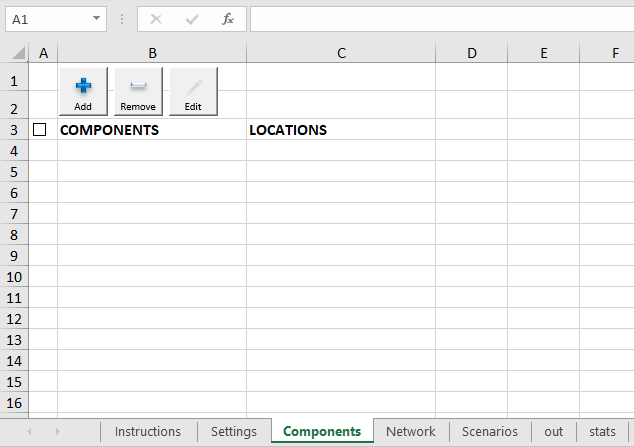 A1
fx
A B C D E F
1
Add Remove Edit
2
3 COMPONENTS LOCATIONS
4
5
6
7
8
9
10
11
12
13
14
15
16
Instructions Settings Components Network Scenarios out stats